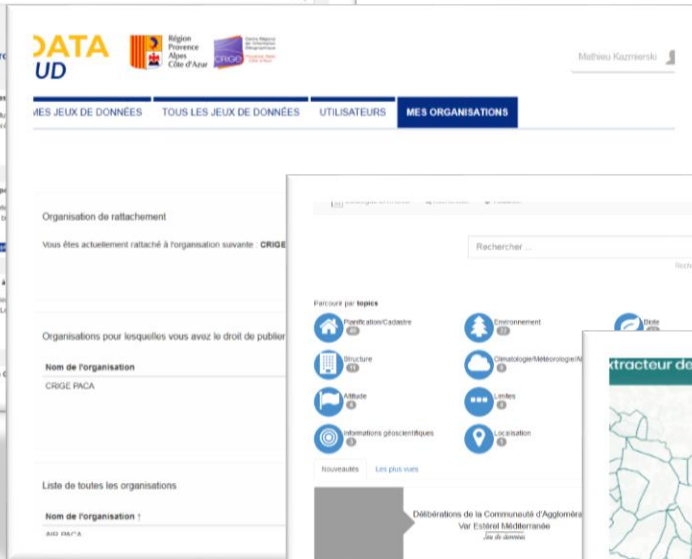 DATA
UD
Région
Provence
Alpes
Côte d'Azur
CRIGE
Mathieu Kazmierski
MES JEUX DE DONNÉES
TOUS LES JEUX DE DONNÉES
UTILISATEURS
MES ORGANISATIONS
Organisation de rattachement
Vous êtes actuellement rattaché à l'organisation suivante : CRIGE
Organisations pour lesquelles vous avez le droit de publier
Nom de l'organisation
CRIGE PACA
Liste de toutes les organisations
Nom de l'organisation ↑
Rechercher ...
Parcourir par topics
Planification/Cadastre
Environnement
Biote
Structure
Climatologie/Météorologie/
Altitude
Limites
Informations géoscientifiques
Localisation
Nouveautés
Les plus vues
Délibérations de la Communauté d'Aggloméra
Var Estérel Méditerranée
Jeu de données
xtracteur de